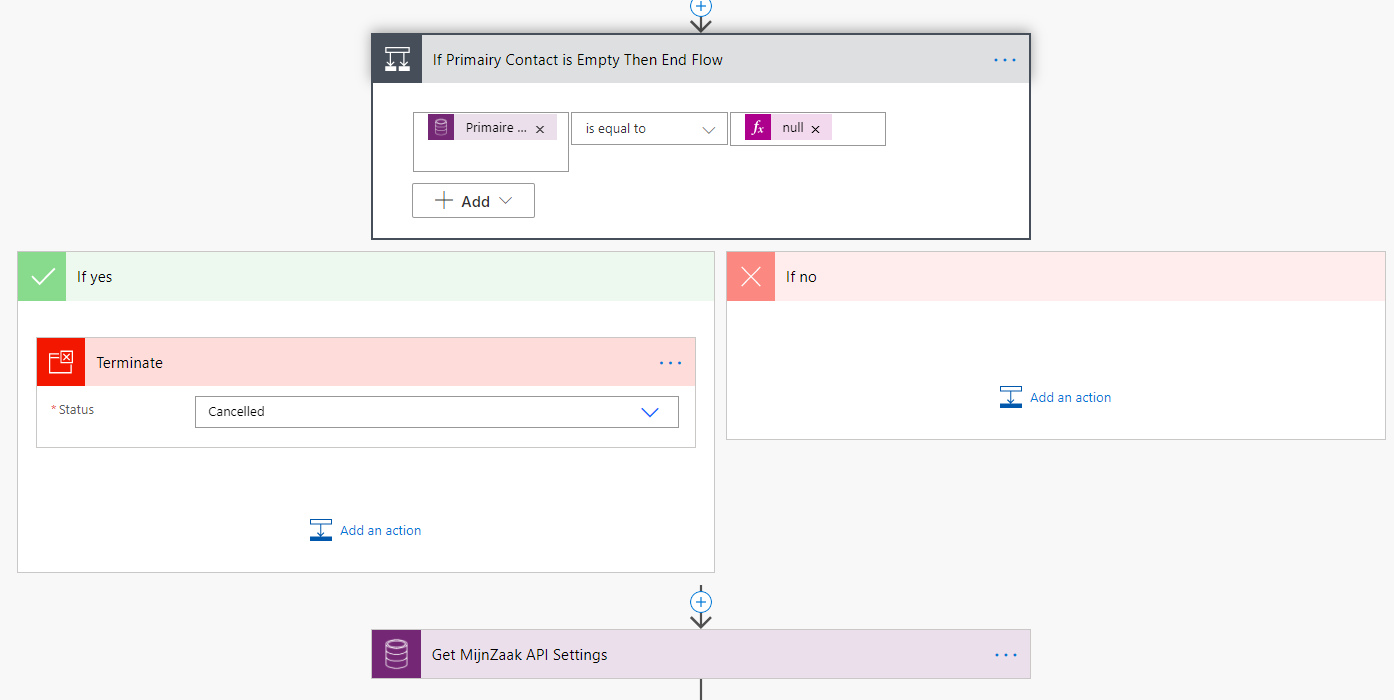 If Primairy Contact is Empty Then End Flow
Primaire ...
is equal to
fx
null
Add
If yes
If no
Terminate
* Status
Cancelled
Add an action
Add an action
Get MijnZaak API Settings